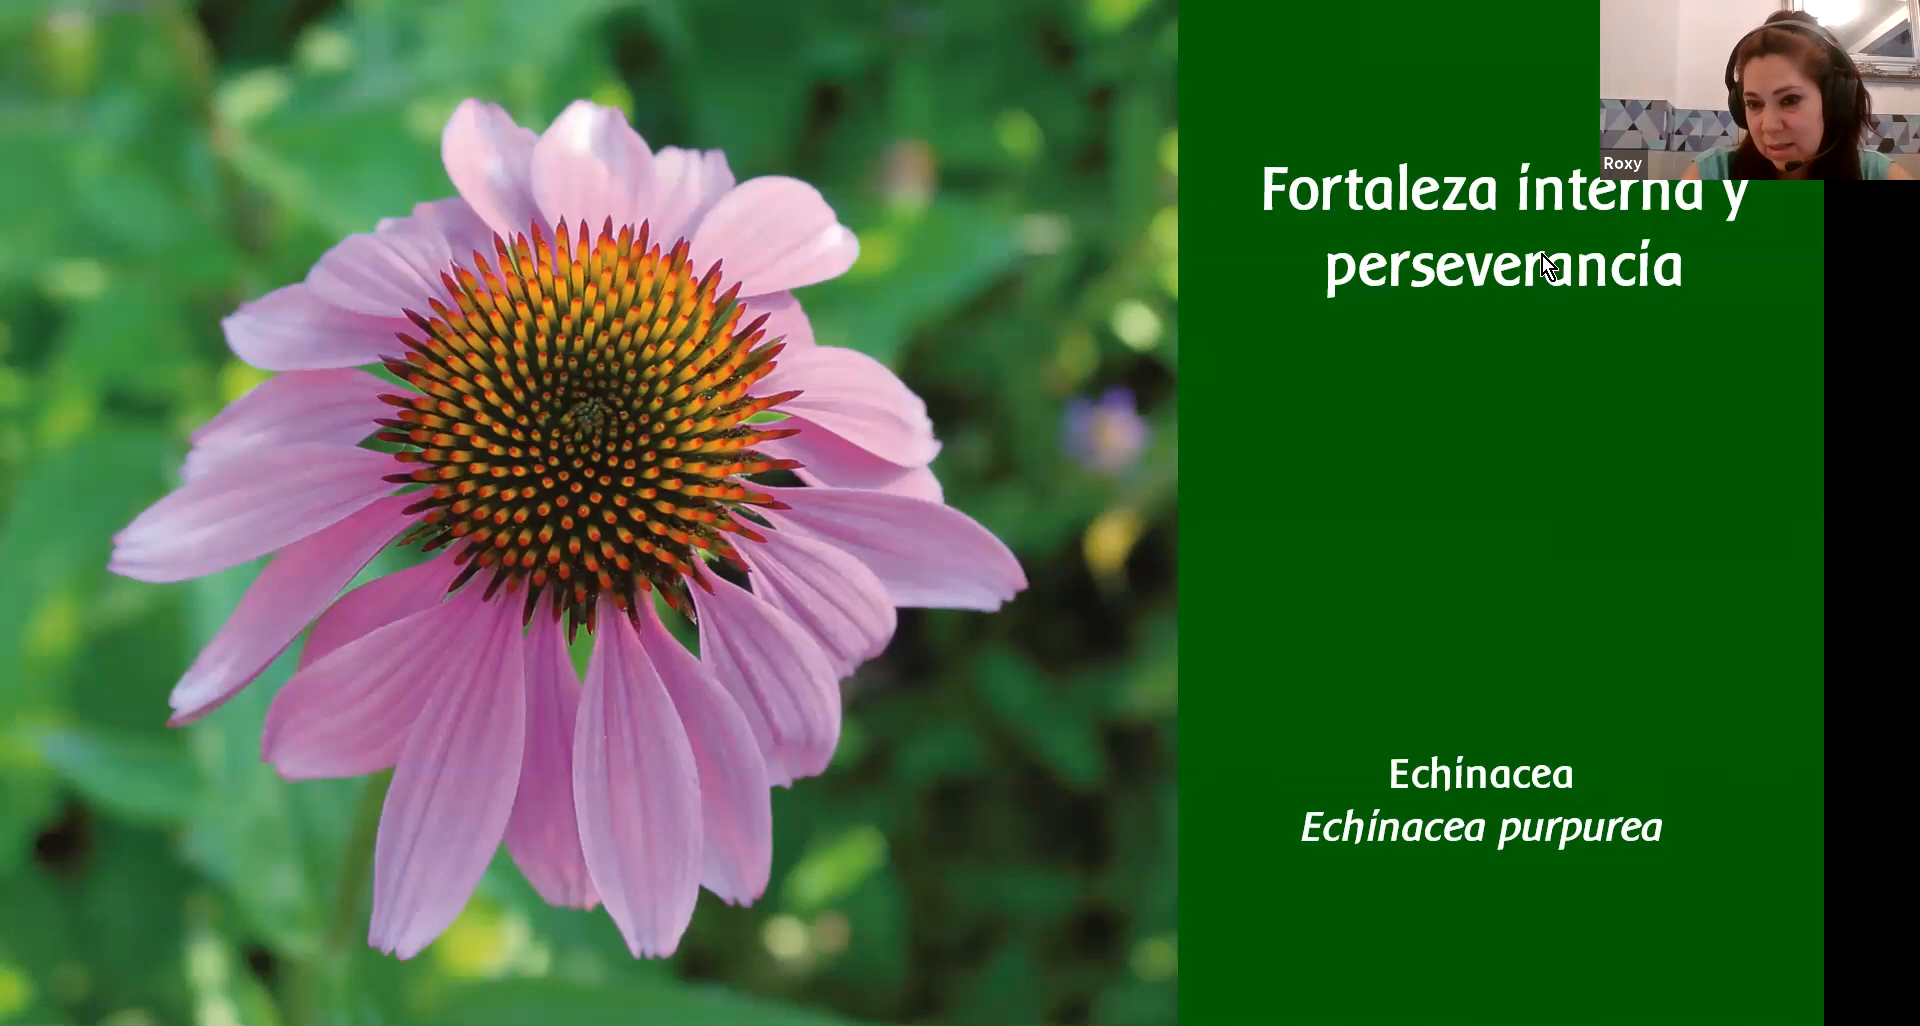 Roxy
Fortaleza interna y
perseverancia
Echinacea
Echinacea purpurea